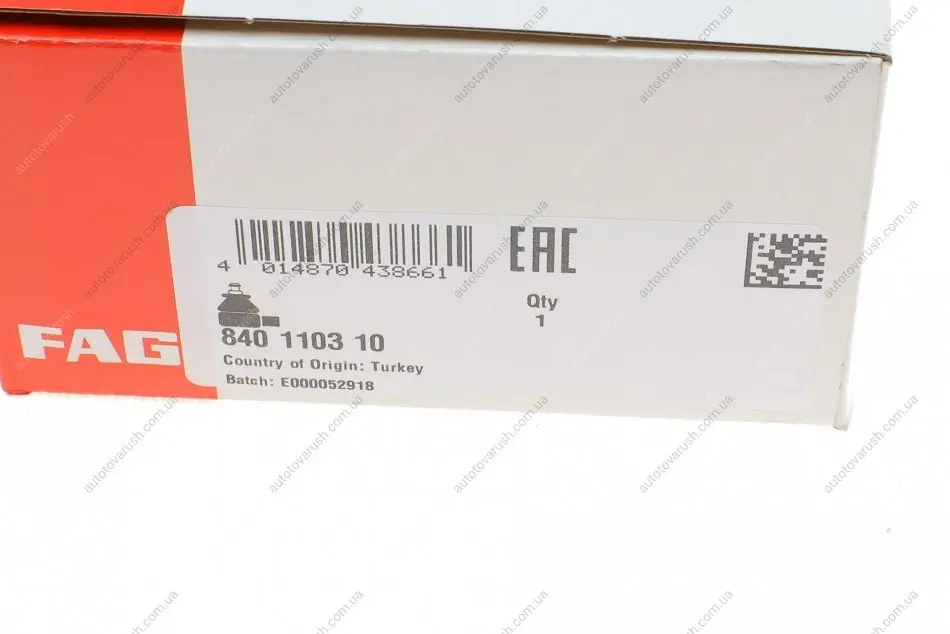 4 014870 438661
EAC
Qty
1
FAG
840 1103 10
Country of Origin: Turkey
Batch: E000052918
autotovarush.com.ua